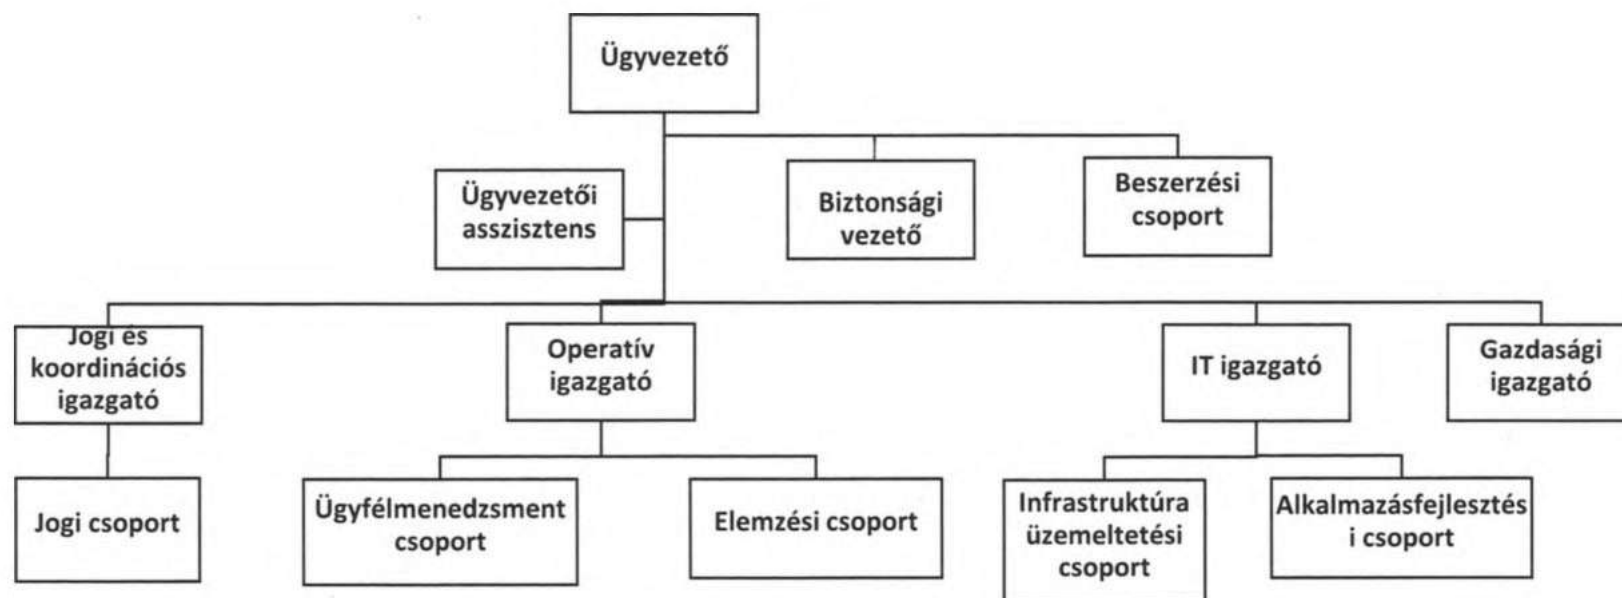 Ügyvezető
Ügyvezetői
asszisztens
Biztonsági
vezető
Beszerzési
csoport
Jogi és
koordinációs
igazgató
Operatív
igazgató
IT igazgató
Gazdasági
igazgató
Jogi csoport
Ügyfélmenedzsment
csoport
Elemzési csoport
Infrastruktúra
üzemeltetési
csoport
Alkalmazásfejlesztés
i csoport